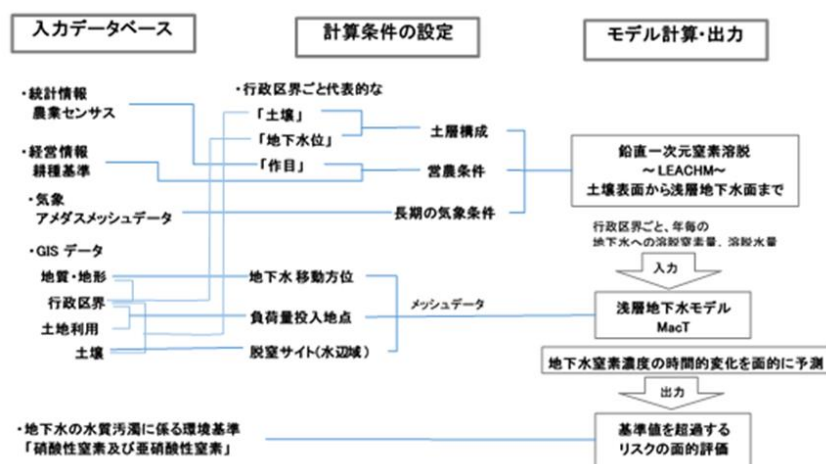 入力データベース
計算条件の設定
モデル計算・出力
・統計情報
農業センサス
・経営情報
耕種基準
・気象
アメダスメッシュデータ
・GIS データ
地質・地形
行政区界
土地利用
土壌
・地下水の水質汚濁に係る環境基準
「硝酸性窒素及び亜硝酸性窒素」
・行政区界ごと代表的な
「土壌」
「地下水位」
「作目」
土層構成
営農条件
長期の気象条件
地下水 移動方位
負荷量投入地点
脱窒サイト(水辺域)
メッシュデータ
鉛直一次元窒素溶脱
～ LEACHM～
土壌表面から浅層地下水面まで
行政区界ごと、年毎の
地下水への溶脱窒素量、溶脱水量
入力
浅層地下水モデル
MacT
地下水窒素濃度の時間的変化を面的に予測
出力
基準値を超過する
リスクの面的評価